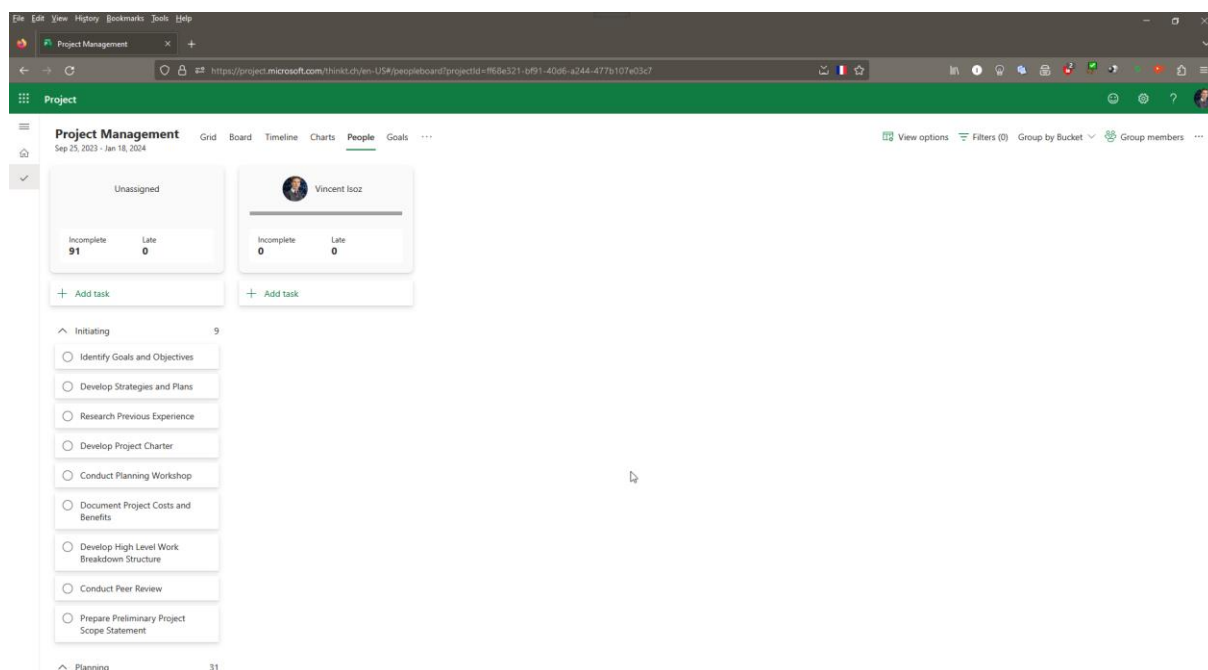 File Edit View History Bookmarks Tools Help
Project Management
https://project.microsoft.com/thinkt.ch/en-US#/peopleboard?projectId=ff68e321-bf91-40d6-a244-477b107e03c7
Project
Project Management Grid Board Timeline Charts People Goals ··· View options Filters (0) Group by Bucket Group members ···
Sep 25, 2023 - Jan 18, 2024
Unassigned Vincent Isoz
Incomplete Late Incomplete Late
91 0 0 0
+ Add task + Add task
Initiating 9
Identify Goals and Objectives
Develop Strategies and Plans
Research Previous Experience
Develop Project Charter
Conduct Planning Workshop
Document Project Costs and
Benefits
Develop High Level Work
Breakdown Structure
Conduct Peer Review
Prepare Preliminary Project
Scope Statement
Planning 31